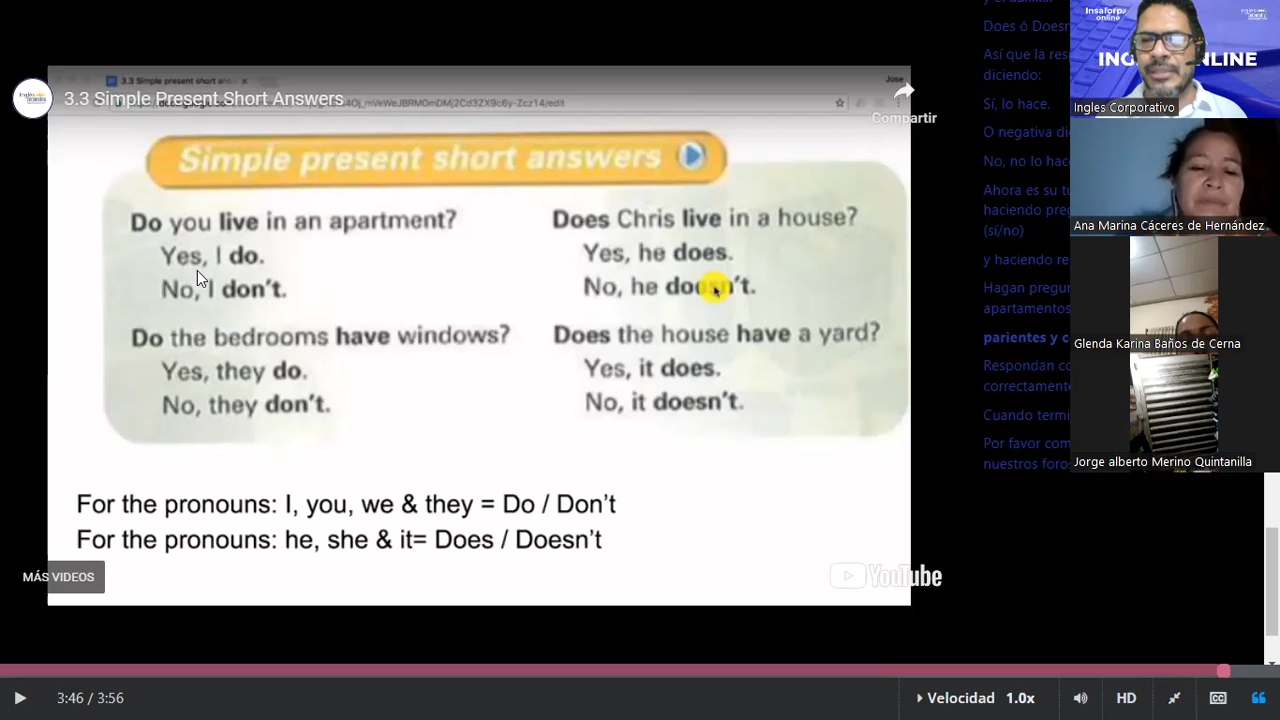 3.3 Simple Present Short Answers
Compartir
Simple present short answers
Do you live in an apartment?
Yes, I do.
No, I don't.
Do the bedrooms have windows?
Yes, they do.
No, they don't.
Does Chris live in a house?
Yes, he does.
No, he doesn't.
Does the house have a yard?
Yes, it does.
No, it doesn't.
For the pronouns: I, you, we & they = Do / Don't
For the pronouns: he, she & it= Does / Doesn't
MÁS VIDEOS
YouTube
Does ó Doesn
Así que la res
diciendo:
Sí, lo hace.
O negativa di
No, no lo hac
Ahora es su t
haciendo preg
(sí/no)
y haciendo re
Hagan pregu
apartamentos
parientes y c
Respondan co
correctament
Cuando termi
Por favor com
nuestros foro
Insaforp
online
Ingles Corporativo
Ana Marina Cáceres de Hernández
Glenda Karina Baños de Cerna
Jorge alberto Merino Quintanilla
3:46 / 3:56
Velocidad 1.0x
HD
CC